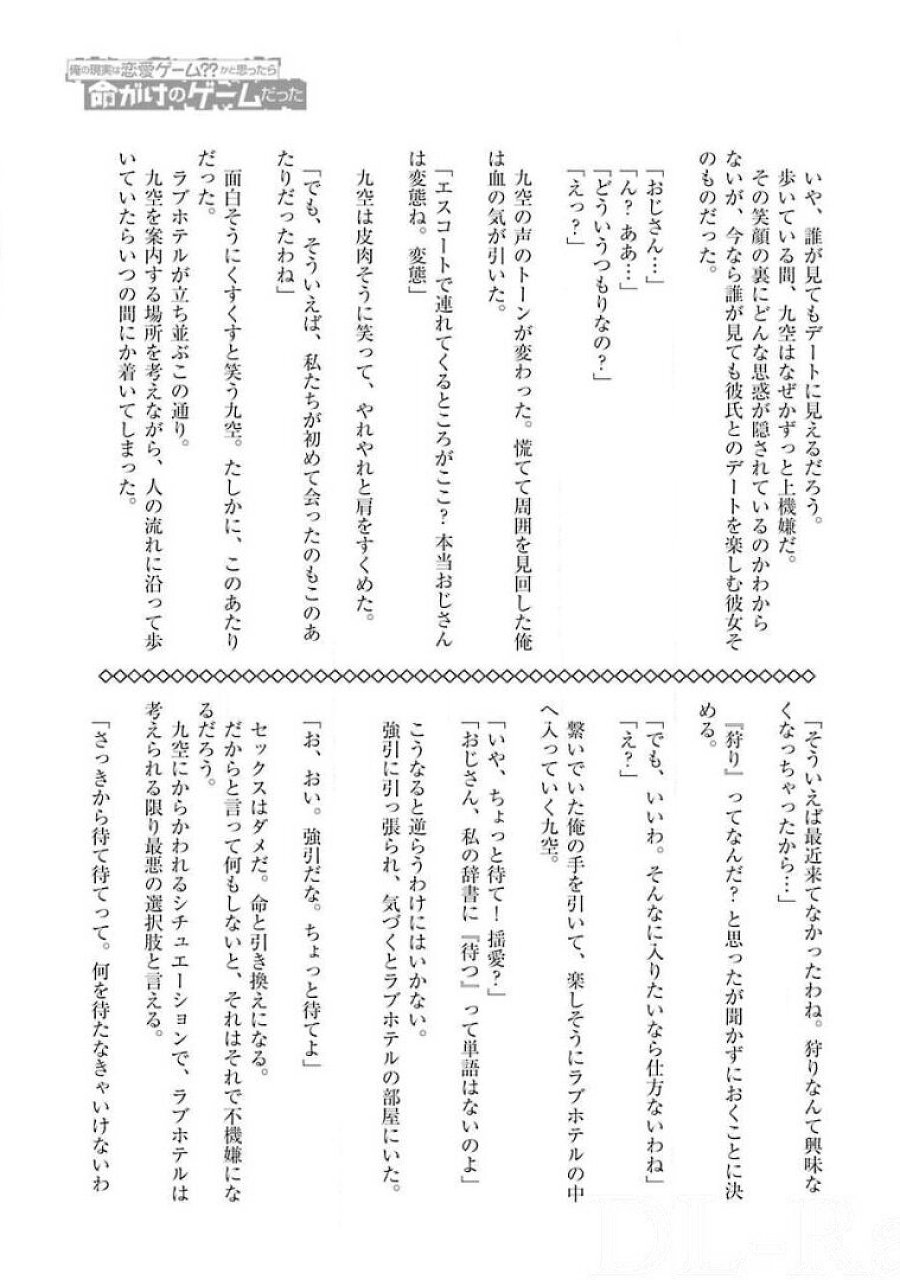 俺の現実は恋愛ゲーム??かと思ったら
命がけのゲームだった
いや、誰が見てもデートに見えるだろう。
歩いている間、九空はなぜかずっと上機嫌だ。
その笑顔の裏にどんな思惑が隠されているのかわから
ないが、今なら誰が見ても彼氏とのデートを楽しむ彼女そ
のものだった。
「おじさん…」
「ん？ああ…」
「どういうつもりなの？」
「えっ？」
九空の声のトーンが変わった。慌てて周囲を見回した俺
は血の気が引いた。
「エスコートで連れてくるところがここ？本当おじさん
は変態ね。変態」
九空は皮肉そうに笑って、やれやれと肩をすくめた。
「でも、そういえば、私たちが初めて会ったのもこのあ
たりだったわね」
面白そうにくすくすと笑う九空。たしかに、このあたり
だった。
ラブホテルが立ち並ぶこの通り。
九空を案内する場所を考えながら、人の流れに沿って歩
いていたらいつの間にか着いてしまった。
「そういえば最近来てなかったわね。狩りなんて興味な
くなっちゃったから…」
『狩り』ってなんだ？と思ったが聞かずにおくことに決
める。
「でも、いいわ。そんなに入りたいなら仕方ないわね」
「え？」
繋いでいた俺の手を引いて、楽しそうにラブホテルの中
へ入っていく九空。
「いや、ちょっと待て！揺愛？」
「おじさん、私の辞書に『待つ』って単語はないのよ」
こうなると逆らうわけにはいかない。
強引に引っ張られ、気づくとラブホテルの部屋にいた。
「お、おい。強引だな。ちょっと待てよ」
セックスはダメだ。命と引き換えになる。
だからと言って何もしないと、それはそれで不機嫌にな
るだろう。
九空にからかわれるシチュエーションで、ラブホテルは
考えられる限り最悪の選択肢と言える。
「さっきから待て待てって。何を待たなきゃいけないわ
DL-R